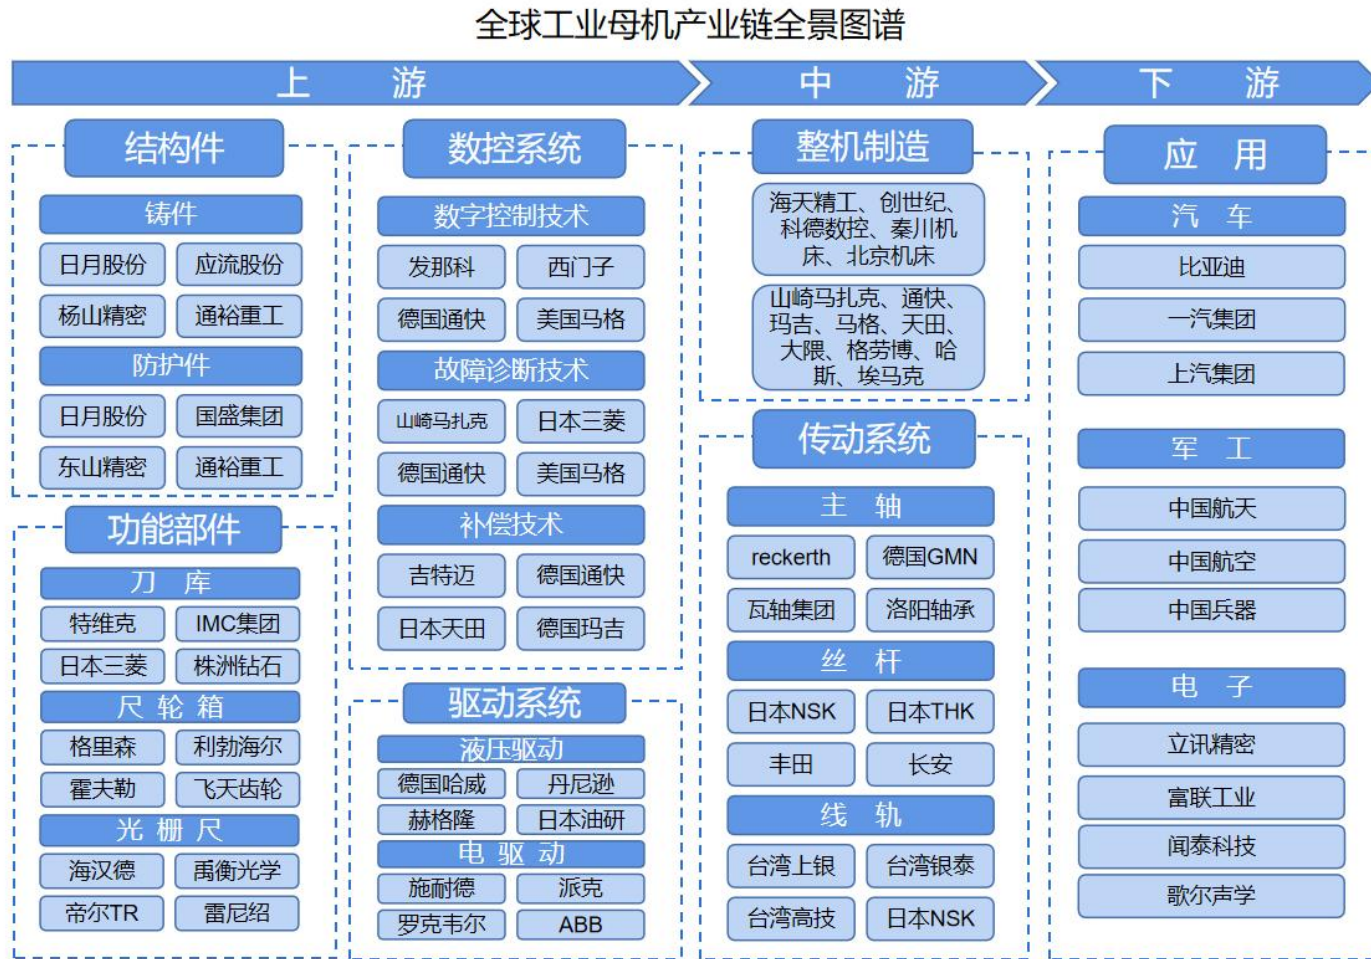 全球工业母机产业链全景图谱
上 游
中 游
下 游
结构件
铸件
日月股份
应流股份
杨山精密
通裕重工
防护件
日月股份
国盛集团
东山精密
通裕重工
功能部件
刀 库
特维克
IMC集团
日本三菱
株洲钻石
尺 轮 箱
格里森
利勃海尔
霍夫勒
飞天齿轮
光 栅 尺
海汉德
禹衡光学
帝尔TR
雷尼绍
数控系统
数字控制技术
发那科
西门子
德国通快
美国马格
故障诊断技术
山崎马扎克
日本三菱
德国通快
美国马格
补偿技术
吉特迈
德国通快
日本天田
德国玛吉
驱动系统
液压驱动
德国哈威
丹尼逊
赫格隆
日本油研
电 驱 动
施耐德
派克
罗克韦尔
ABB
整机制造
海天精工、创世纪、
科德数控、秦川机
床、北京机床
山崎马扎克、通快、
玛吉、马格、天田、
大隈、格劳博、哈
斯、埃马克
传动系统
主 轴
reckerth
德国GMN
瓦轴集团
洛阳轴承
丝 杆
日本NSK
日本THK
丰田
长安
线 轨
台湾上银
台湾银泰
台湾高技
日本NSK
应 用
汽 车
比亚迪
一汽集团
上汽集团
军 工
中国航天
中国航空
中国兵器
电 子
立讯精密
富联工业
闻泰科技
歌尔声学